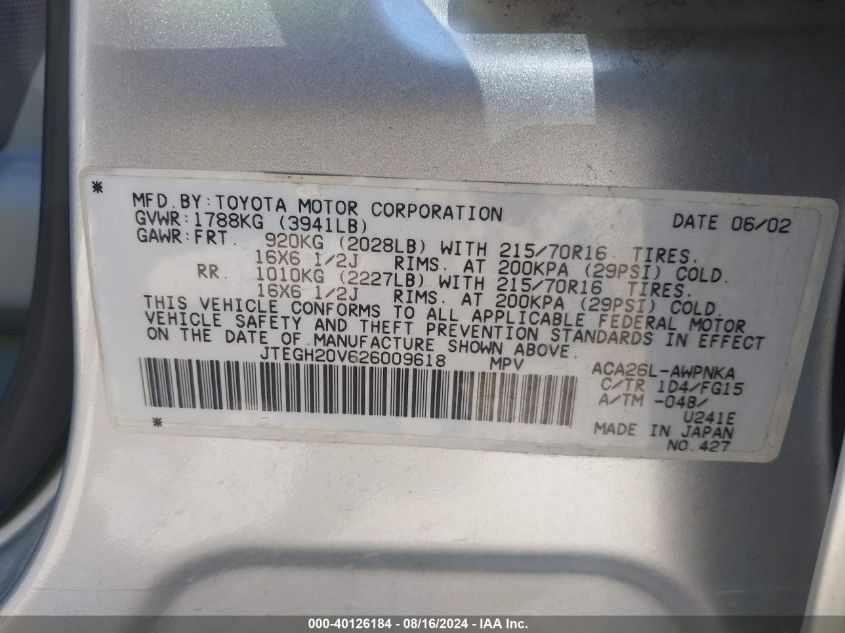 *
MFD.BY:TOYOTA MOTOR CORPORATION DATE 06/02
GVWR:1788KG (3941LB)
GAWR:FRT. 920KG (2028LB) WITH 215/70R16 TIRES.
16X6 1/2J RIMS. AT 200KPA (29PSI) COLD.
RR. 1010KG (2227LB) WITH 215/70R16 TIRES.
16X6 1/2J RIMS. AT 200KPA (29PSI) COLD.
THIS VEHICLE CONFORMS TO ALL APPLICABLE FEDERAL MOTOR
VEHICLE SAFETY AND THEFT PREVENTION STANDARDS IN EFFECT
ON THE DATE OF MANUFACTURE SHOWN ABOVE.
JTEGH20V626009618 MPV ACA26L-AWPNKA
C/TR 1D4/FG15
A/TM -04B/
U241E
MADE IN JAPAN
* NO.427
000-40126184 - 08/16/2024 - IAA Inc.